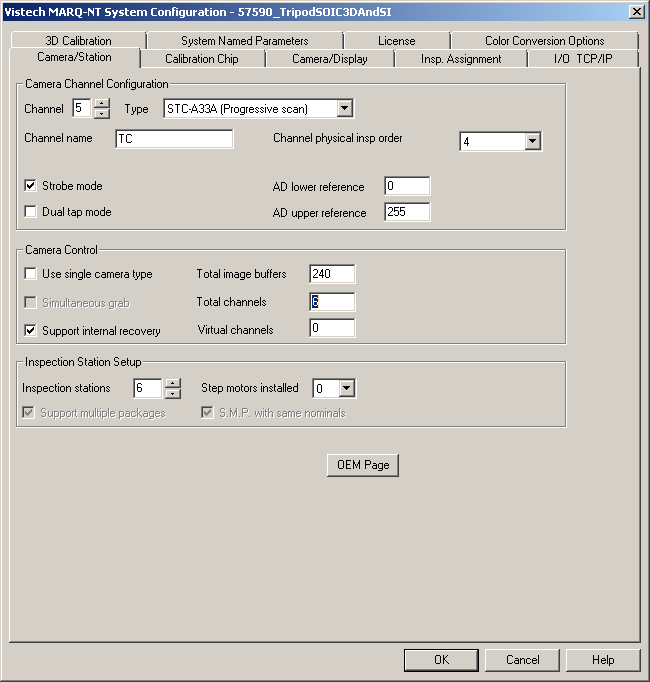 Vistech MARQ-NT System Configuration - 57590_TripodSOIC3DAndSI
3D Calibration System Named Parameters License Color Conversion Options
Camera/Station Calibration Chip Camera/Display Insp. Assignment I/O TCP/IP
Camera Channel Configuration
Channel 5 Type STC-A33A (Progressive scan)
Channel name TC Channel physical insp order 4
Strobe mode AD lower reference 0
Dual tap mode AD upper reference 255
Camera Control
Use single camera type Total image buffers 240
Simultaneous grab Total channels 6
Support internal recovery Virtual channels 0
Inspection Station Setup
Inspection stations 6 Step motors installed 0
Support multiple packages S.M.P. with same nominals
OEM Page
OK Cancel Help